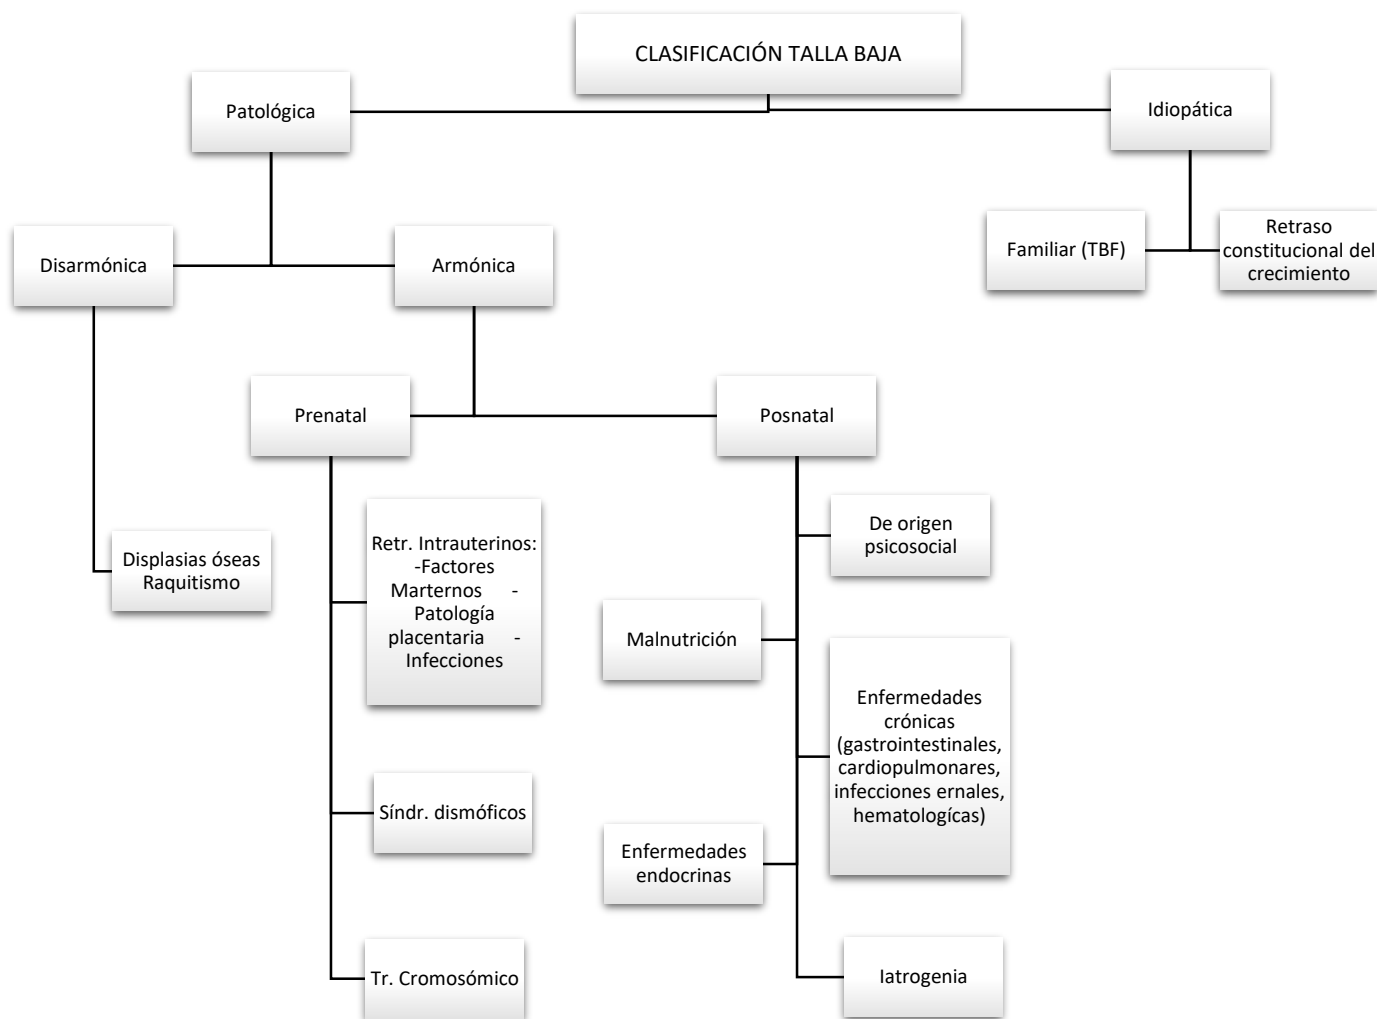 CLASIFICACIÓN TALLA BAJA
Patológica
Idiopática
Disarmónica
Armónica
Familiar (TBF)
Retraso
constitucional del
crecimiento
Prenatal
Posnatal
Displasias óseas
Raquitismo
Retr. Intrauterinos:
-Factores
Marternos -
Patología
placentaria -
Infecciones
Síndr. dismóficos
Tr. Cromosómico
De origen
psicosocial
Malnutrición
Enfermedades
crónicas
(gastrointestinales,
cardiopulmonares,
infecciones ernales,
hematologícas)
Enfermedades
endocrinas
Iatrogenia